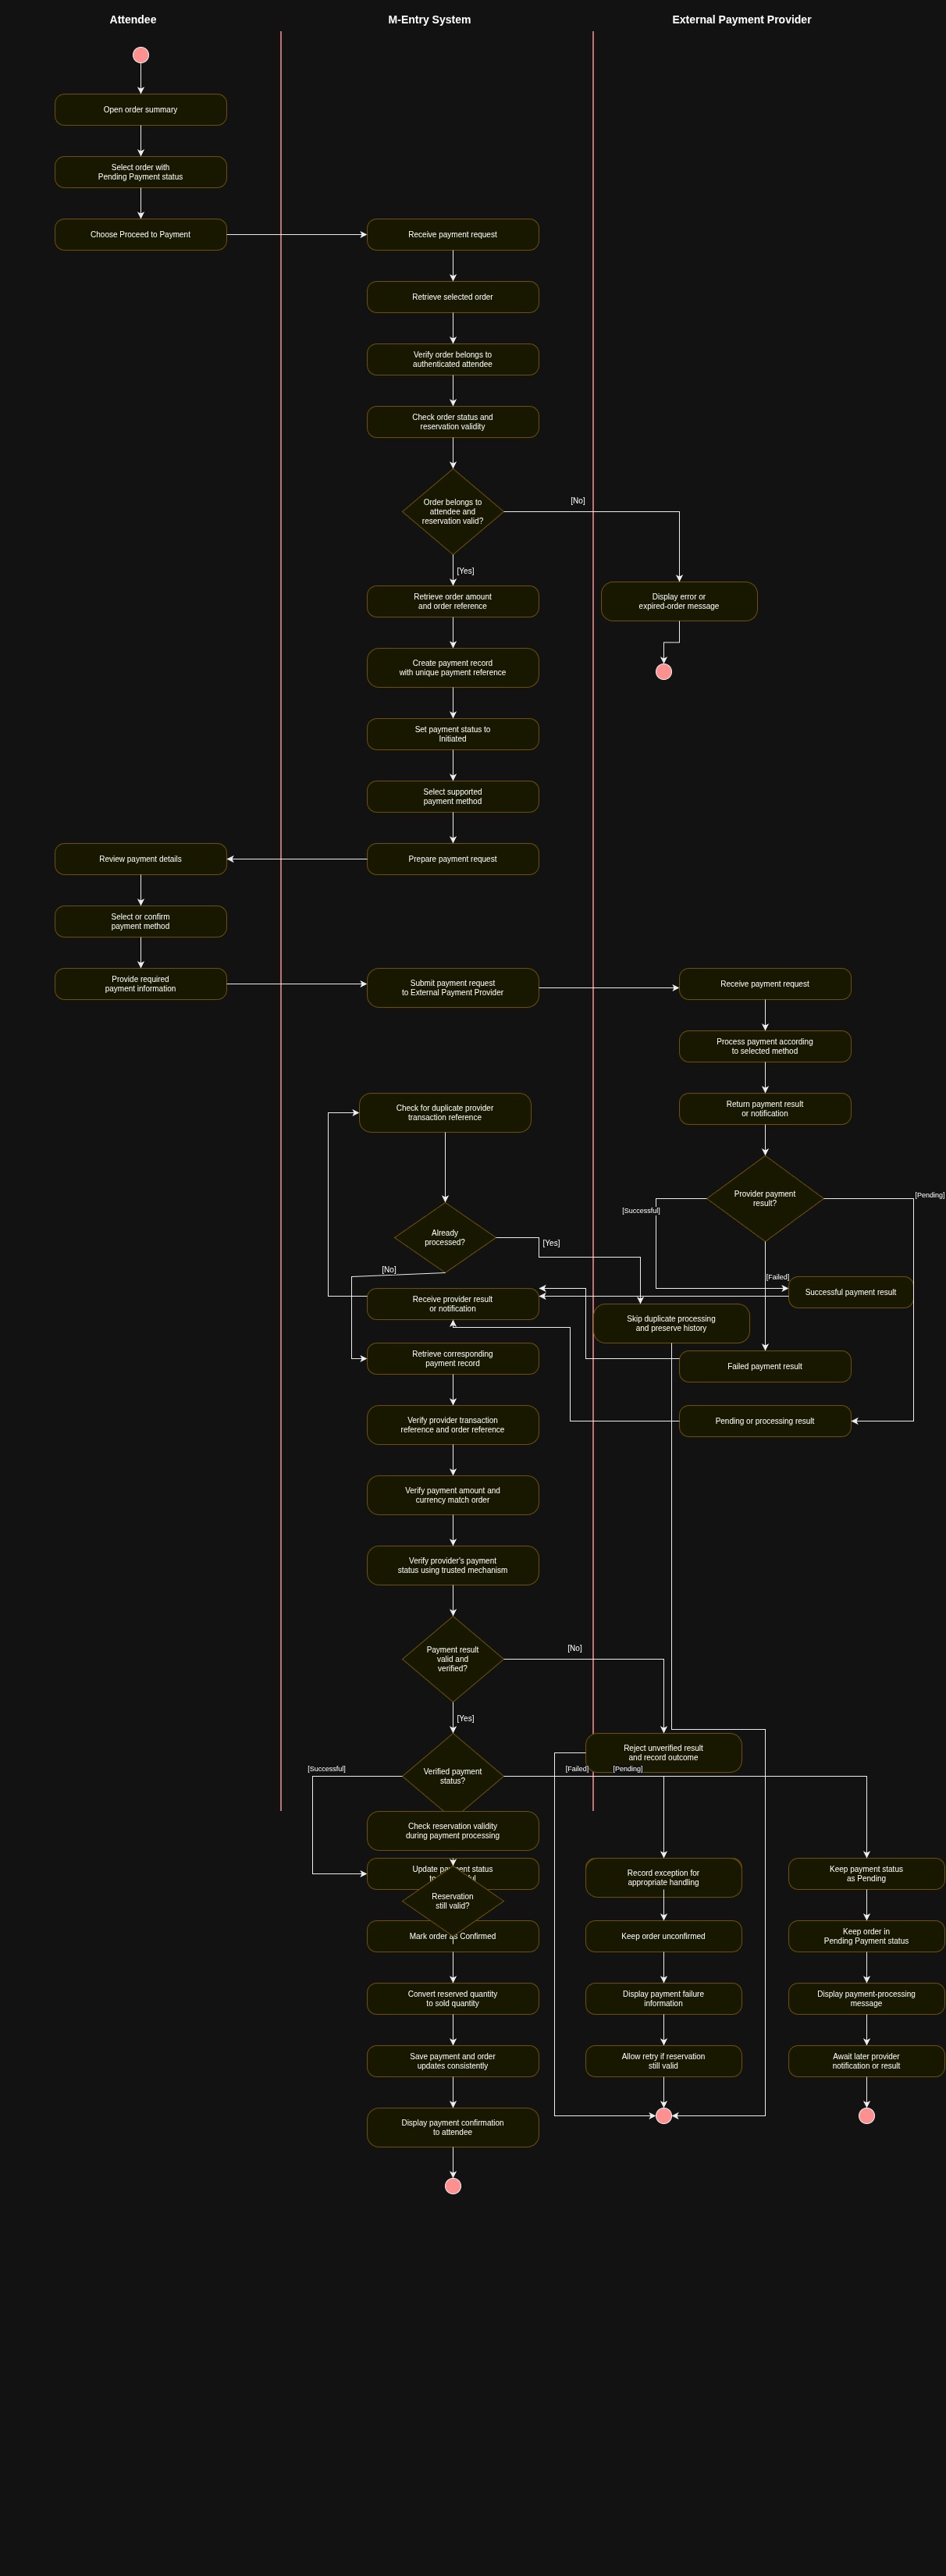 Attendee
M-Entry System
External Payment Provider
Open order summary
Select order with
Pending Payment status
Choose Proceed to Payment
Receive payment request
Retrieve selected order
Verify order belongs to
authenticated attendee
Check order status and
reservation validity
Order belongs to
attendee and
reservation valid?
[No]
[Yes]
Retrieve order amount
and order reference
Display error or
expired-order message
Create payment record
with unique payment reference
Set payment status to
Initiated
Select supported
payment method
Review payment details
Prepare payment request
Select or confirm
payment method
Provide required
payment information
Submit payment request
to External Payment Provider
Receive payment request
Process payment according
to selected method
Check for duplicate provider
transaction reference
Return payment result
or notification
Provider payment
result?
[Pending]
[Successful]
Already
processed?
[Yes]
[No]
[Failed]
Receive provider result
or notification
Successful payment result
Skip duplicate processing
and preserve history
Retrieve corresponding
payment record
Failed payment result
Verify provider transaction
reference and order reference
Pending or processing result
Verify payment amount and
currency match order
Verify provider's payment
status using trusted mechanism
Payment result
valid and
verified?
[No]
[Yes]
Reject unverified result
and record outcome
Verified payment
status?
[Successful]
[Failed]
[Pending]
Check reservation validity
during payment processing
Update payment status
Reservation
still valid?
Record exception for
appropriate handling
Keep payment status
as Pending
Mark order as Confirmed
Keep order unconfirmed
Keep order in
Pending Payment status
Convert reserved quantity
to sold quantity
Display payment failure
information
Display payment-processing
message
Save payment and order
updates consistently
Allow retry if reservation
still valid
Await later provider
notification or result
Display payment confirmation
to attendee